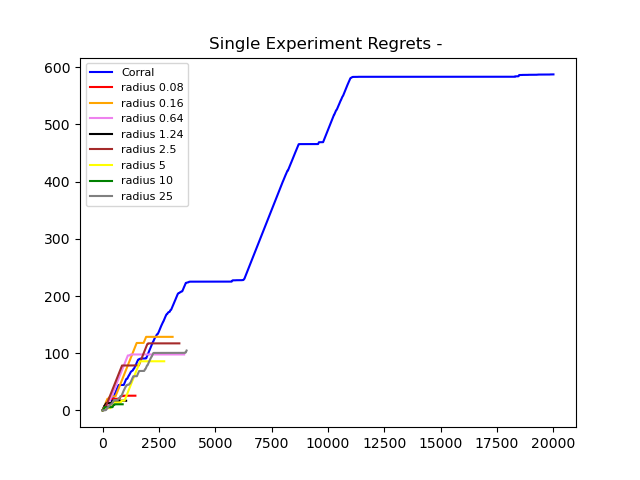 Single Experiment Regrets -
600
500
400
300
200
100
0
Corral
radius 0.08
radius 0.16
radius 0.64
radius 1.24
radius 2.5
radius 5
radius 10
radius 25
0 2500 5000 7500 10000 12500 15000 17500 20000